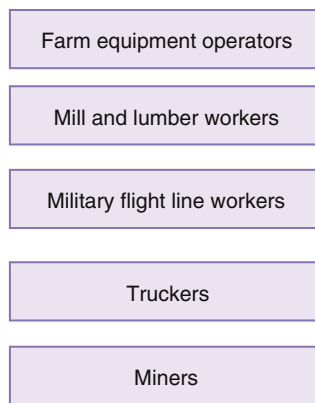 Farm equipment operators
Mill and lumber workers
Military flight line workers
Truckers
Miners